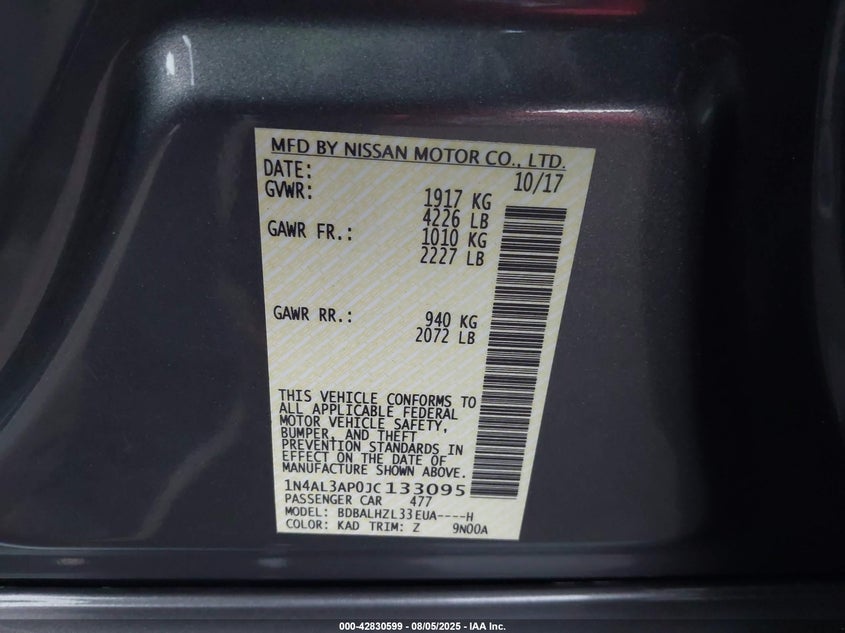 MFD BY NISSAN MOTOR CO., LTD.
DATE: 10/17
GVWR: 1917 KG
4226 LB
GAWR FR.: 1010 KG
2227 LB
GAWR RR.: 940 KG
2072 LB
THIS VEHICLE CONFORMS TO
ALL APPLICABLE FEDERAL
MOTOR VEHICLE SAFETY,
BUMPER, AND THEFT
PREVENTION STANDARDS IN
EFFECT ON THE DATE OF
MANUFACTURE SHOWN ABOVE.
1N4AL3AP0JC133095
PASSENGER CAR 477
MODEL: BDBALHZL33EUA----H
COLOR: KAD TRIM: Z 9N00A
000-42830599 - 08/05/2025 - IAA Inc.